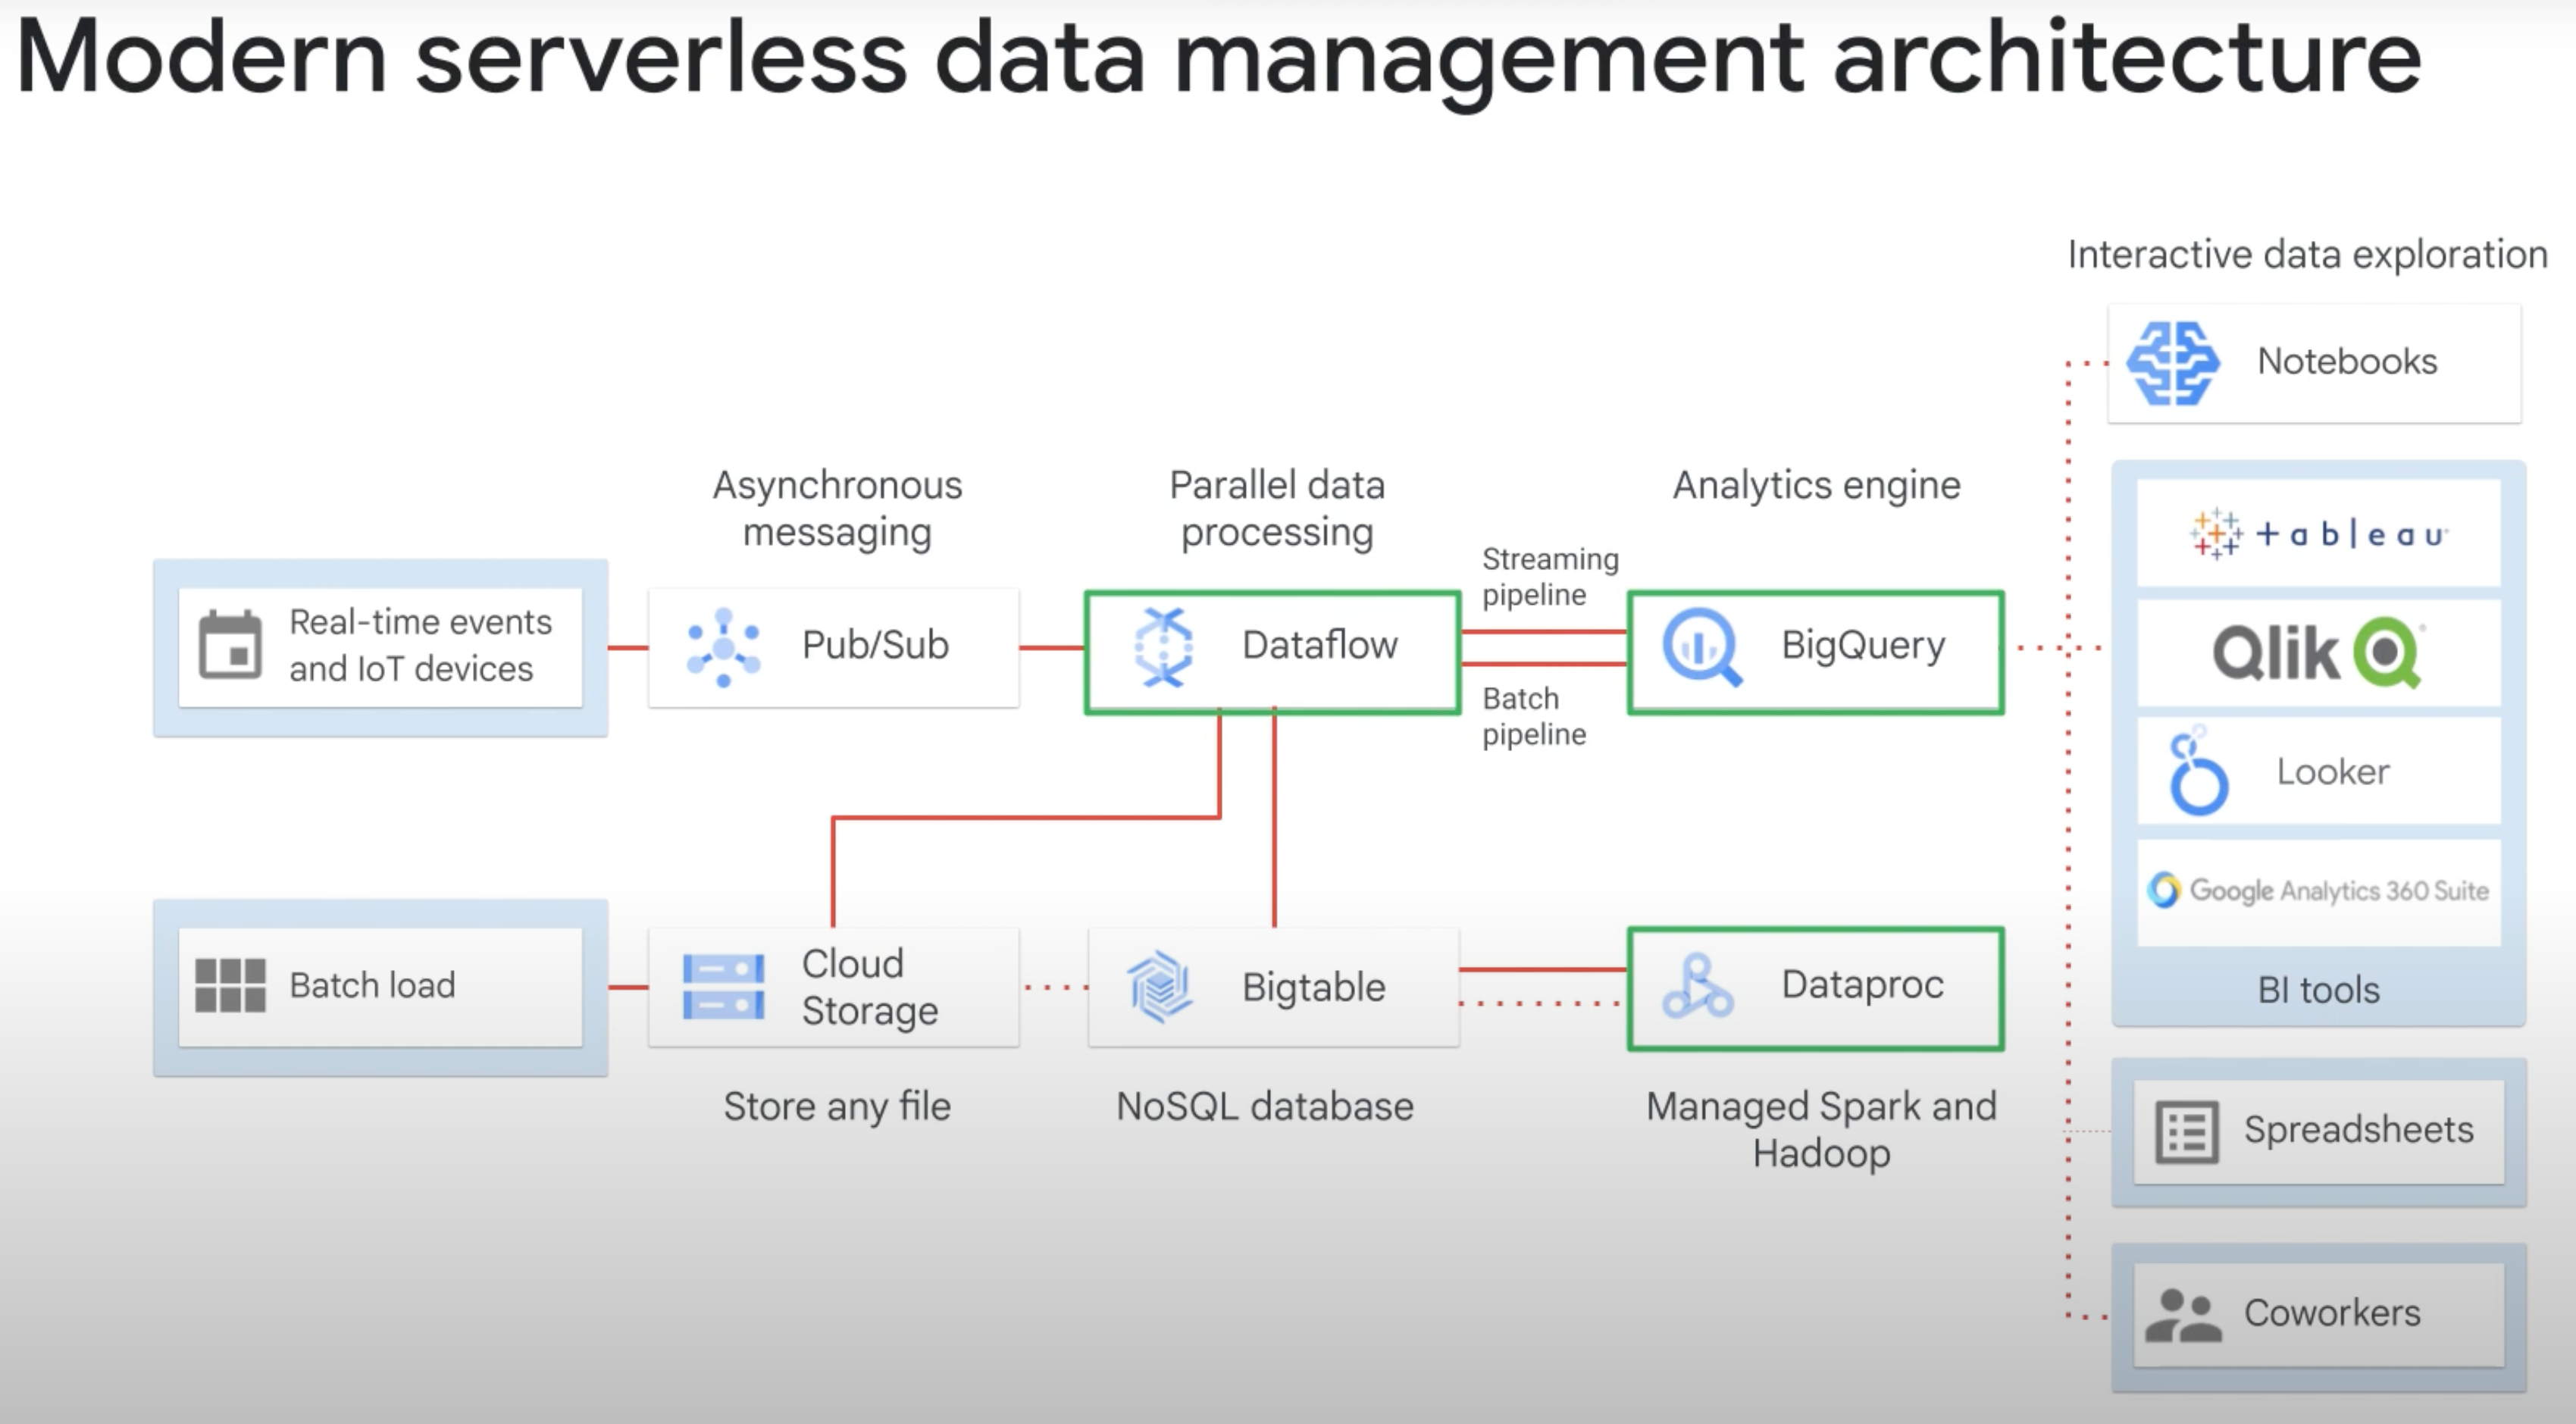 Modern serverless data management architecture
Interactive data exploration
Notebooks
Asynchronous
messaging
Parallel data
processing
Analytics engine
Streaming
pipeline
Real-time events
and IoT devices
Pub/Sub
Dataflow
BigQuery
Batch
pipeline
+ableau
Qlik
Looker
Google Analytics 360 Suite
BI tools
Batch load
Cloud
Storage
Bigtable
Dataproc
Store any file
NoSQL database
Managed Spark and
Hadoop
Spreadsheets
Coworkers